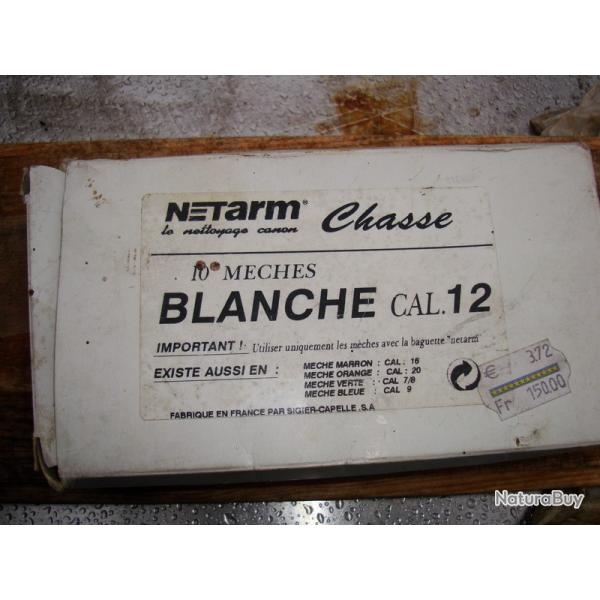 NETarm® Chasse
le nettoyage canon
10 MECHES
BLANCHE CAL.12
IMPORTANT ! Utiliser uniquement les mèches avec la baguette "netarm"
EXISTE AUSSI EN :
MECHE MARRON : CAL : 16
MECHE ORANGE : CAL : 20
MECHE VERTE : CAL 7/8
MECHE BLEUE : CAL 9
€ 3.72
Fr 150.00
FABRIQUE EN FRANCE PAR SIGIER-CAPELLE .S.A
NaturaBuy